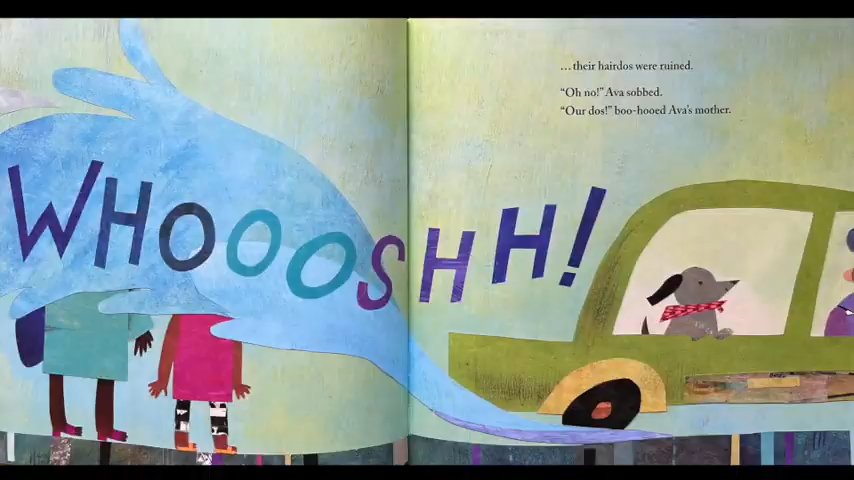 WHOOOSHH!
…their hairdos were ruined.
“Oh no!” Ava sobbed.
“Our dos!” boo-hooed Ava’s mother.